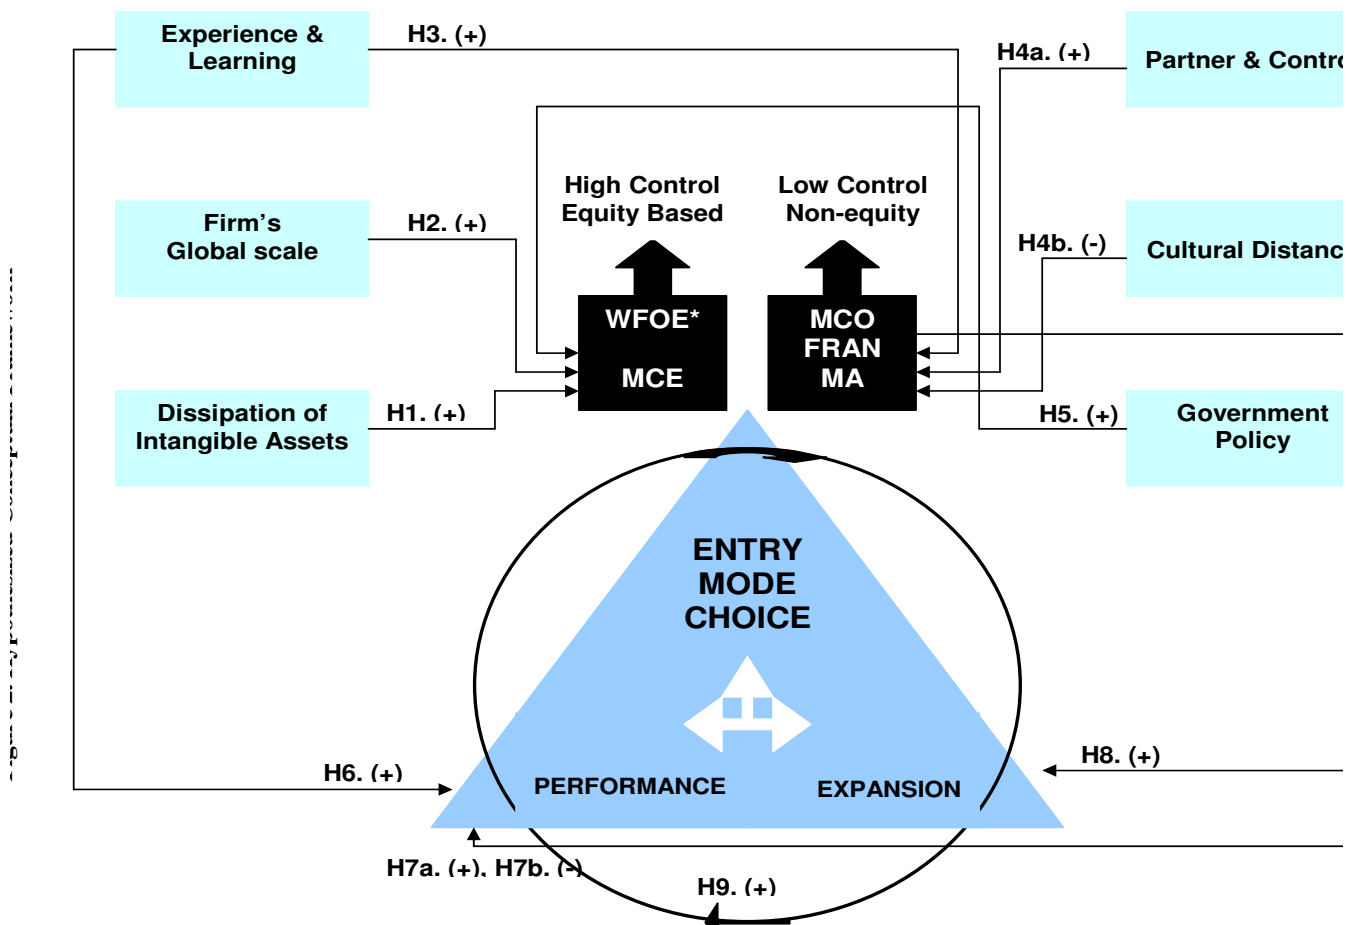 Experience &
Learning
H3. (+)
H4a. (+)
Partner & Contro
High Control
Equity Based
Low Control
Non-equity
Firm's
Global scale
H2. (+)
H4b. (-)
Cultural Distanc
WFOE*
MCE
MCO
FRAN
MA
Dissipation of
Intangible Assets
H1. (+)
H5. (+)
Government
Policy
ENTRY
MODE
CHOICE
H6. (+)
PERFORMANCE
EXPANSION
H8. (+)
H7a. (+), H7b. (-)
H9. (+)